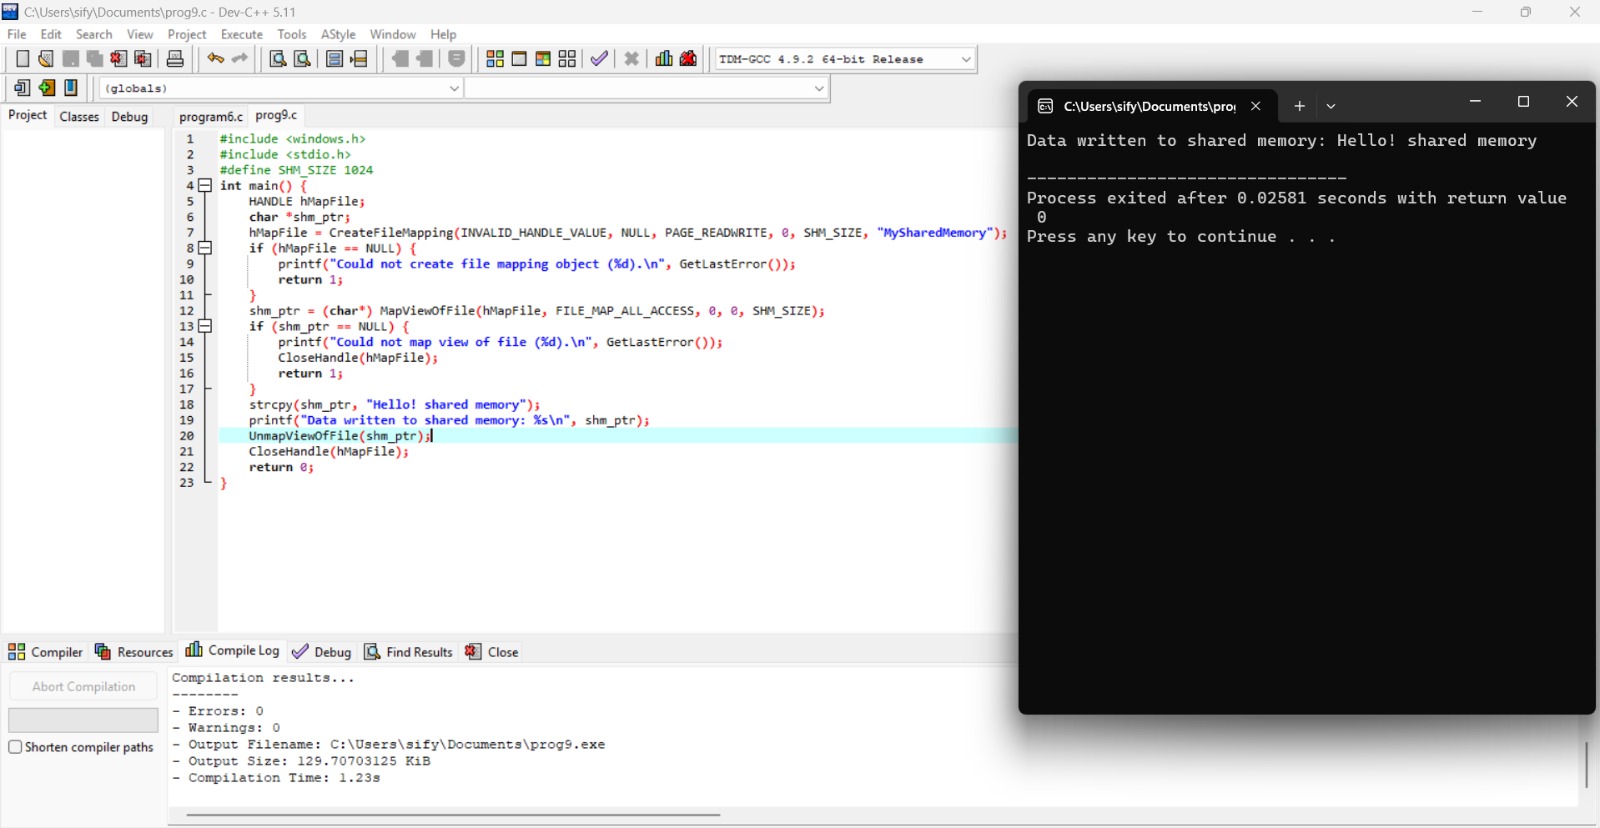 C:\Users\sify\Documents\prog9.c - Dev-C++ 5.11
File Edit Search View Project Execute Tools AStyle Window Help
TDM-GCC 4.9.2 64-bit Release
(globals)
Project Classes Debug
program6.c prog9.c
1 #include <windows.h>
2 #include <stdio.h>
3 #define SHM_SIZE 1024
4 int main() {
5 HANDLE hMapFile;
6 char *shm_ptr;
7 hMapFile = CreateFileMapping(INVALID_HANDLE_VALUE, NULL, PAGE_READWRITE, 0, SHM_SIZE, "MySharedMemory");
8 if (hMapFile == NULL) {
9 printf("Could not create file mapping object (%d).\n", GetLastError());
10 return 1;
11 }
12 shm_ptr = (char*) MapViewOfFile(hMapFile, FILE_MAP_ALL_ACCESS, 0, 0, SHM_SIZE);
13 if (shm_ptr == NULL) {
14 printf("Could not map view of file (%d).\n", GetLastError());
15 CloseHandle(hMapFile);
16 return 1;
17 }
18 strcpy(shm_ptr, "Hello! shared memory");
19 printf("Data written to shared memory: %s\n", shm_ptr);
20 UnmapViewOfFile(shm_ptr);
21 CloseHandle(hMapFile);
22 return 0;
23 }
C:\Users\sify\Documents\pro
Data written to shared memory: Hello! shared memory
--------------------------------
Process exited after 0.02581 seconds with return value
0
Press any key to continue . . .
Compiler Resources Compile Log Debug Find Results Close
Abort Compilation
Shorten compiler paths
Compilation results...
--------
- Errors: 0
- Warnings: 0
- Output Filename: C:\Users\sify\Documents\prog9.exe
- Output Size: 129.70703125 KiB
- Compilation Time: 1.23s